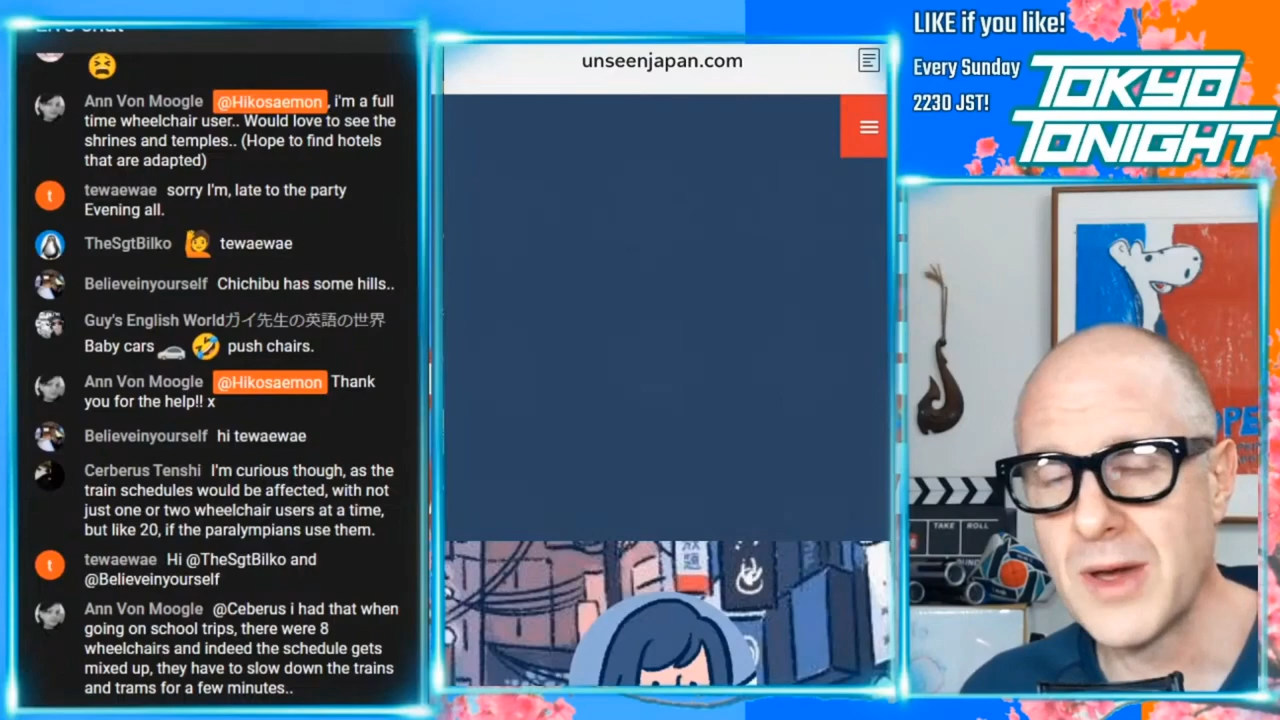 Ann Von Moogle @Hikosaemon, i'm a full
time wheelchair user.. Would love to see the
shrines and temples.. (Hope to find hotels
that are adapted)
tewaewae sorry I'm, late to the party
Evening all.
TheSgtBilko tewaewae
Believeinyourself Chichibu has some hills..
Guy's English Worldガイ先生の英語の世界
Baby cars push chairs.
Ann Von Moogle @Hikosaemon Thank
you for the help!! x
Believeinyourself hi tewaewae
Cerberus Tenshi I'm curious though, as the
train schedules would be affected, with not
just one or two wheelchair users at a time,
but like 20, if the paralympians use them.
tewaewae Hi @TheSgtBilko and
@Believeinyourself
Ann Von Moogle @Ceberus i had that when
going on school trips, there were 8
wheelchairs and indeed the schedule gets
mixed up, they have to slow down the trains
and trams for a few minutes..
unseenjapan.com
LIKE if you like!
Every Sunday
2230 JST!
TOKYO
TONIGHT
TAKE ROLL